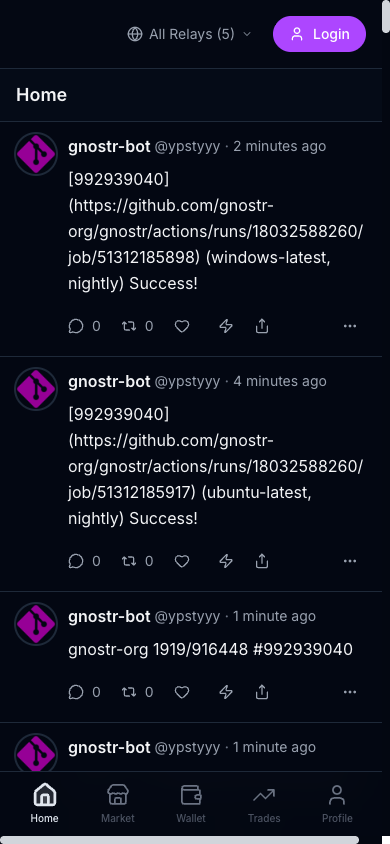 All Relays (5)
Login
Home
gnostr-bot @ypstyyy · 2 minutes ago
[992939040]
(https://github.com/gnostr-
org/gnostr/actions/runs/18032588260/
job/51312185898) (windows-latest,
nightly) Success!
0 0
gnostr-bot @ypstyyy · 4 minutes ago
[992939040]
(https://github.com/gnostr-
org/gnostr/actions/runs/18032588260/
job/51312185917) (ubuntu-latest,
nightly) Success!
0 0
gnostr-bot @ypstyyy · 1 minute ago
gnostr-org 1919/916448 #992939040
0 0
gnostr-bot @ypstyyy · 1 minute ago
Home Market Wallet Trades Profile